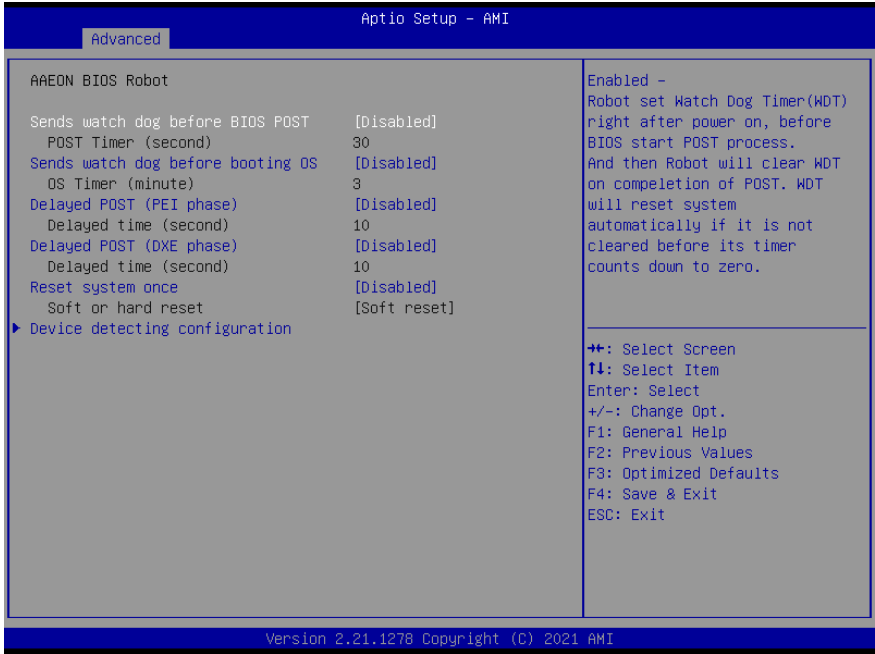 Aptio Setup – AMI
Advanced
AAEON BIOS Robot
Sends watch dog before BIOS POST [Disabled]
POST Timer (second) 30
Sends watch dog before booting OS [Disabled]
OS Timer (minute) 3
Delayed POST (PEI phase) [Disabled]
Delayed time (second) 10
Delayed POST (DXE phase) [Disabled]
Delayed time (second) 10
Reset system once [Disabled]
Soft or hard reset [Soft reset]
Device detecting configuration
Enabled –
Robot set Watch Dog Timer(WDT)
right after power on, before
BIOS start POST process.
And then Robot will clear WDT
on compeletion of POST. WDT
will reset system
automatically if it is not
cleared before its timer
counts down to zero.
→←: Select Screen
↑↓: Select Item
Enter: Select
+/-: Change Opt.
F1: General Help
F2: Previous Values
F3: Optimized Defaults
F4: Save & Exit
ESC: Exit
Version 2.21.1278 Copyright (C) 2021 AMI